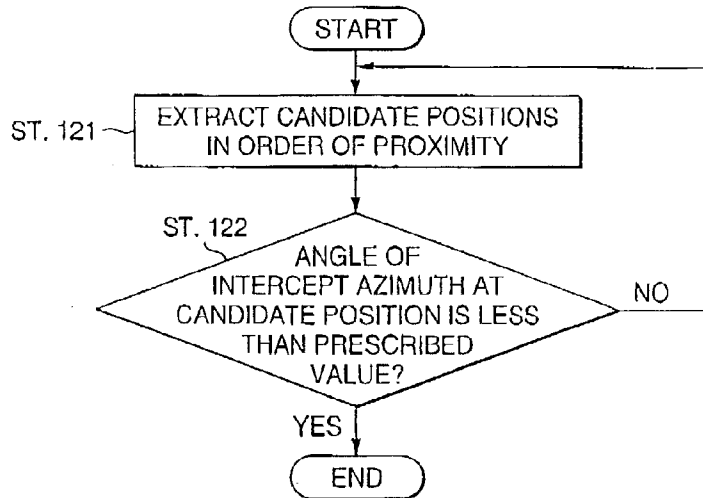 START
ST. 121
EXTRACT CANDIDATE POSITIONS
IN ORDER OF PROXIMITY
ST. 122
ANGLE OF
INTERCEPT AZIMUTH AT
CANDIDATE POSITION IS LESS
THAN PRESCRIBED
VALUE?
NO
YES
END